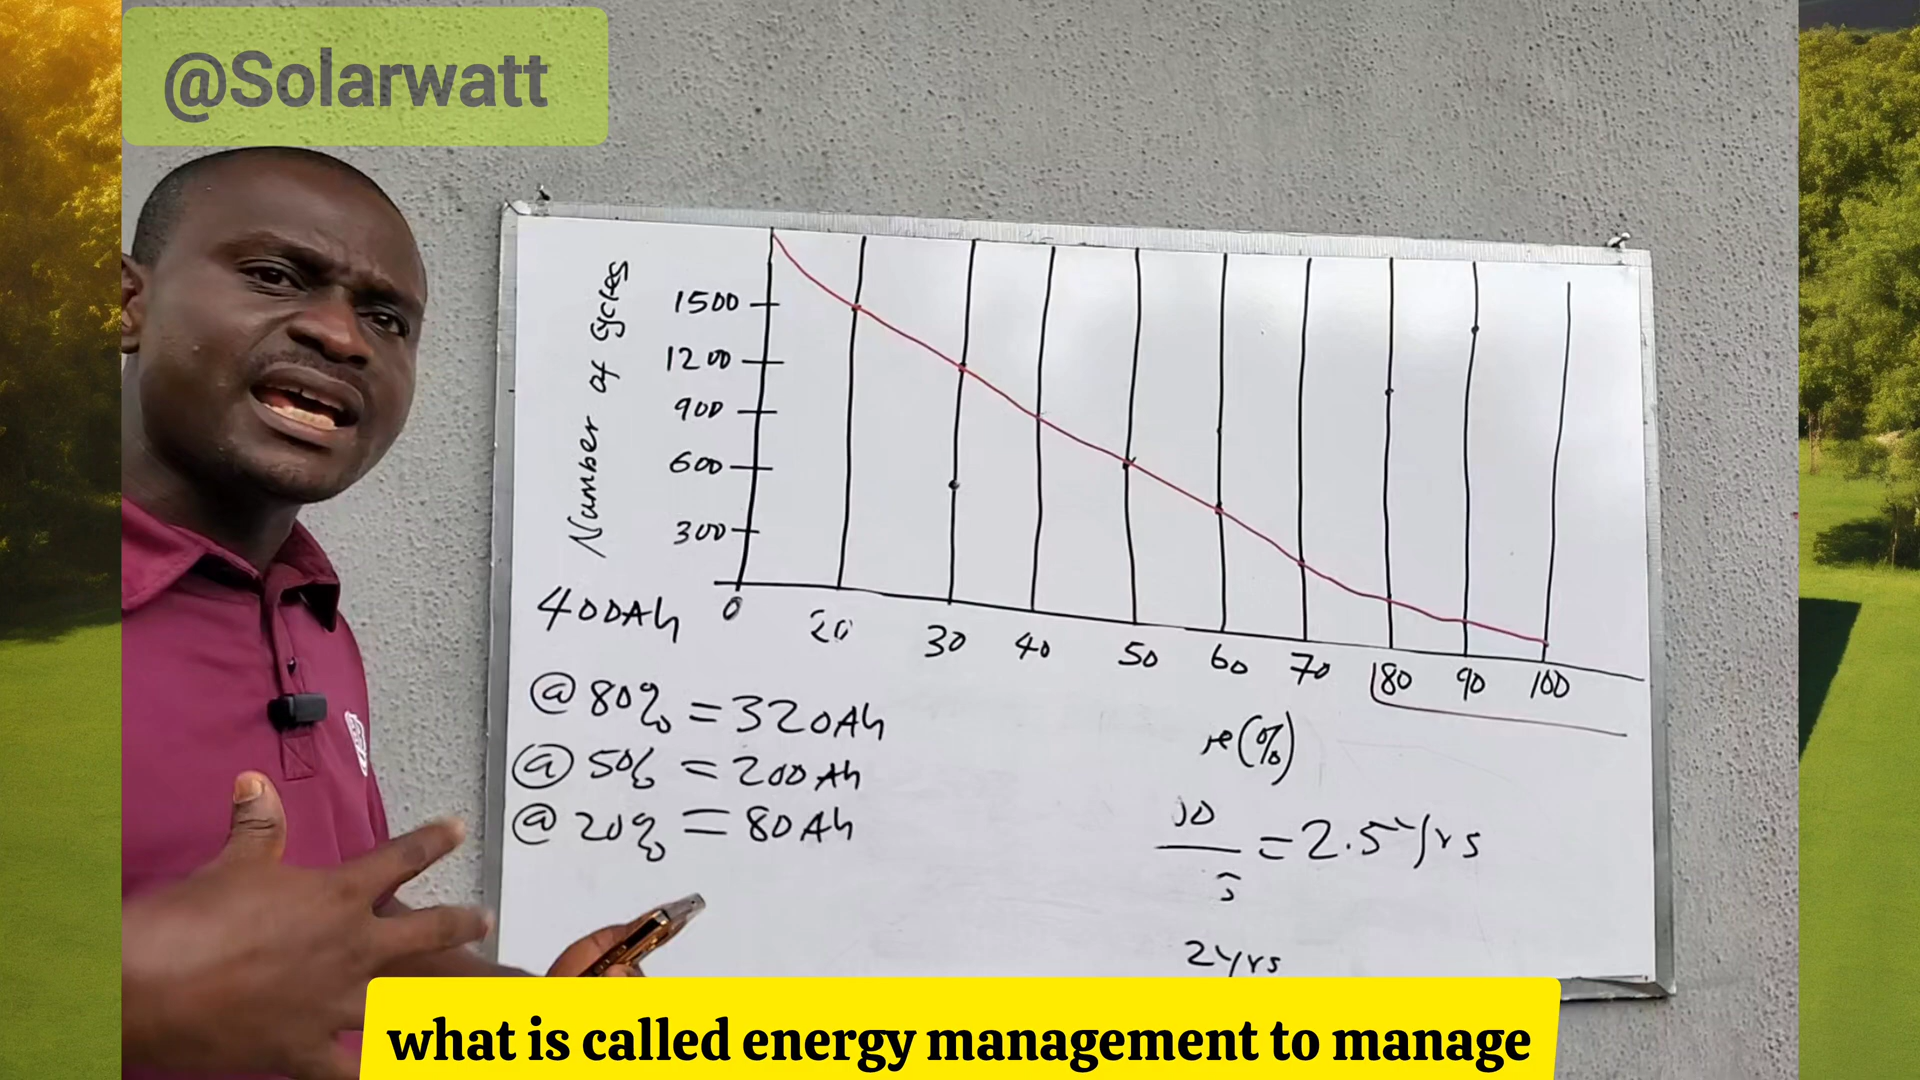 @Solarwatt
Number of Cycles
1500
1200
900
600
300
0 20 30 40 50 60 70 80 90 100
400Ah
@ 80% = 320Ah
@ 50% = 200Ah
@ 20% = 80Ah
(%)
= 2.5yrs
2yrs
what is called energy management to manage